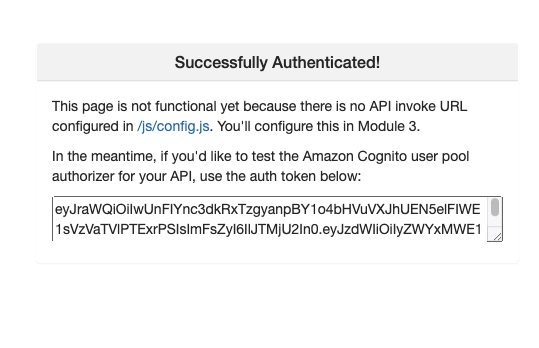 Successfully Authenticated!
This page is not functional yet because there is no API invoke URL
configured in /js/config.js. You'll configure this in Module 3.
In the meantime, if you'd like to test the Amazon Cognito user pool
authorizer for your API, use the auth token below: